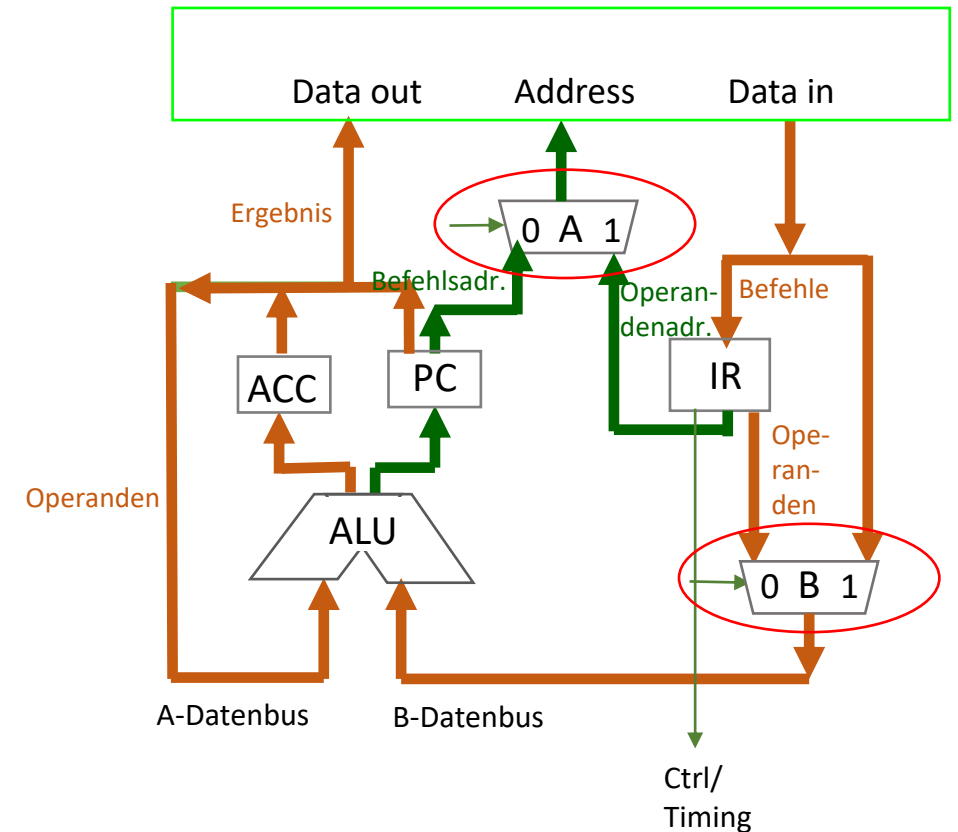 Data out
Address
Data in
Ergebnis
0 A 1
Befehlsadr.
Operan-
denadr.
Befehle
ACC
PC
IR
Operanden
Ope-
ran-
den
ALU
0 B 1
A-Datenbus
B-Datenbus
Ctrl/
Timing